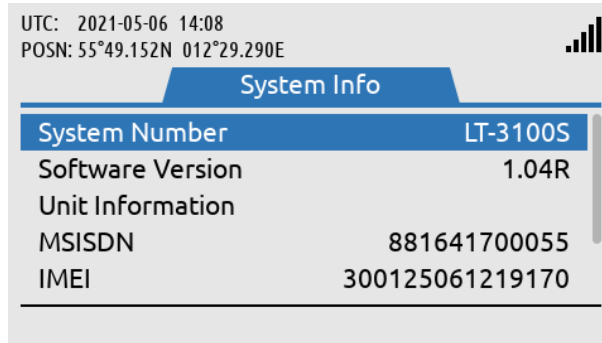 UTC: 2021-05-06 14:08
POSN: 55°49.152N 012°29.290E
System Info
System Number LT-3100S
Software Version 1.04R
Unit Information
MSISDN 881641700055
IMEI 300125061219170